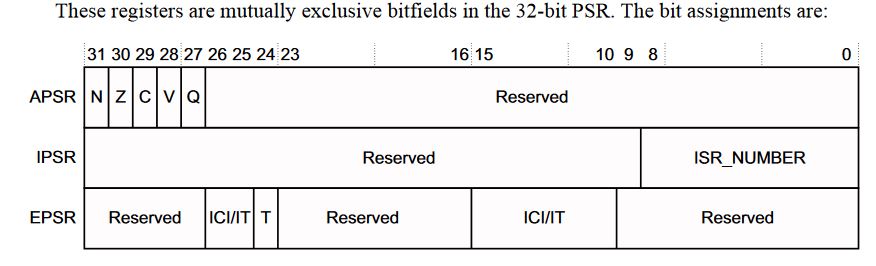 These registers are mutually exclusive bitfields in the 32-bit PSR. The bit assignments are:
31 30 29 28 27 26 25 24 23 16 15 10 9 8 0
APSR N Z C V Q Reserved
IPSR Reserved ISR_NUMBER
EPSR Reserved ICI/IT T Reserved ICI/IT Reserved